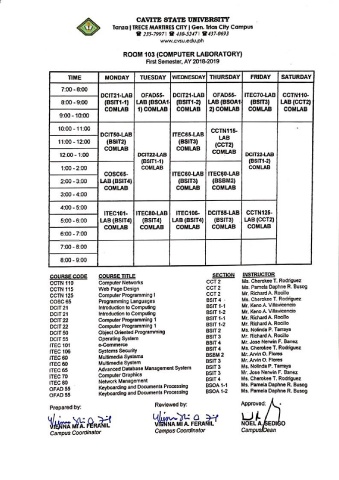 CAVITE STATE UNIVERSITY
Tanza | TRECE MARTIRES CITY | Gen. Trias City Campus
☎ 235-7997 | ☎ 419-5247 | ☎ 437-0693
www.cvsu.edu.ph
ROOM 103 (COMPUTER LABORATORY)
First Semester, AY 2018-2019
TIME MONDAY TUESDAY WEDNESDAY THURSDAY FRIDAY SATURDAY
7:00 - 8:00
8:00 - 9:00
9:00 - 10:00
DCIT21-LAB (BSIT1-1) COMLAB
OFAD55-LAB (BSOA1-1) COMLAB
DCIT21-LAB (BSIT1-2) COMLAB
OFAD55-LAB (BSOA1-2) COMLAB
ITEC70-LAB (BSIT3) COMLAB
CCTN110-LAB (CCT2) COMLAB
10:00 - 11:00
11:00 - 12:00
12:00 - 1:00
DCIT50-LAB (BSIT2) COMLAB
DCIT22-LAB (BSIT1-1) COMLAB
ITEC65-LAB (BSIT3) COMLAB
CCTN115-LAB (CCT2) COMLAB
DCIT22-LAB (BSIT1-2) COMLAB
1:00 - 2:00
2:00 - 3:00
3:00 - 4:00
COSC65-LAB (BSIT4) COMLAB
ITEC60-LAB (BSIT3) COMLAB
ITEC60-LAB (BSBM2) COMLAB
4:00 - 5:00
5:00 - 6:00
6:00 - 7:00
ITEC101-LAB (BSIT4) COMLAB
ITEC80-LAB (BSIT4) COMLAB
ITEC106-LAB (BSIT4) COMLAB
DCIT55-LAB (BSIT3) COMLAB
CCTN125-LAB (CCT2) COMLAB
7:00 - 8:00
8:00 - 9:00
COURSE CODE COURSE TITLE SECTION INSTRUCTOR
CCTN 110 Computer Networks CCT 2 Ms. Cherokee T. Rodriguez
CCTN 115 Web Page Design CCT 2 Ms. Pamela Daphne R. Busog
CCTN 125 Computer Programming I CCT 2 Mr. Richard A. Rocillo
COSC 65 Programming Languages BSIT 4 Ms. Cherokee T. Rodriguez
DCIT 21 Introduction to Computing BSIT 1-1 Ms. Keno A. Villavicencio
DCIT 21 Introduction to Computing BSIT 1-2 Ms. Keno A. Villavicencio
DCIT 22 Computer Programming 1 BSIT 1-1 Mr. Richard A. Rocillo
DCIT 22 Computer Programming 1 BSIT 1-2 Mr. Richard A. Rocillo
DCIT 50 Object Oriented Programming BSIT 2 Mr. Richard A. Rocillo
DCIT 55 Operating System BSIT 3 Ms. Nolinda P. Tamayo
ITEC 101 e-Commerce BSIT 4 Mr. Jose Nerwin F. Banez
ITEC 106 Systems Security BSIT 4 Ms. Cherokee T. Rodriguez
ITEC 60 Multimedia Systems BSBM 2 Mr. Arvin O. Flores
ITEC 60 Multimedia System BSIT 3 Mr. Arvin O. Flores
ITEC 65 Advanced Database Management System BSIT 3 Ms. Nolinda P. Tamayo
ITEC 70 Computer Graphics BSIT 3 Mr. Jose Nerwin F. Banez
ITEC 80 Network Management BSIT 4 Ms. Cherokee T. Rodriguez
OFAD 55 Keyboarding and Documents Processing BSOA 1-1 Ms. Pamela Daphne R. Busog
OFAD 55 Keyboarding and Documents Processing BSOA 1-2 Ms. Pamela Daphne R. Busog
Prepared by: Reviewed by: Approved:
VIENNA MI A. FERANIL VIENNA MI A. FERANIL NOEL A. SEDIGO
Campus Coordinator Campus Coordinator Campus Dean